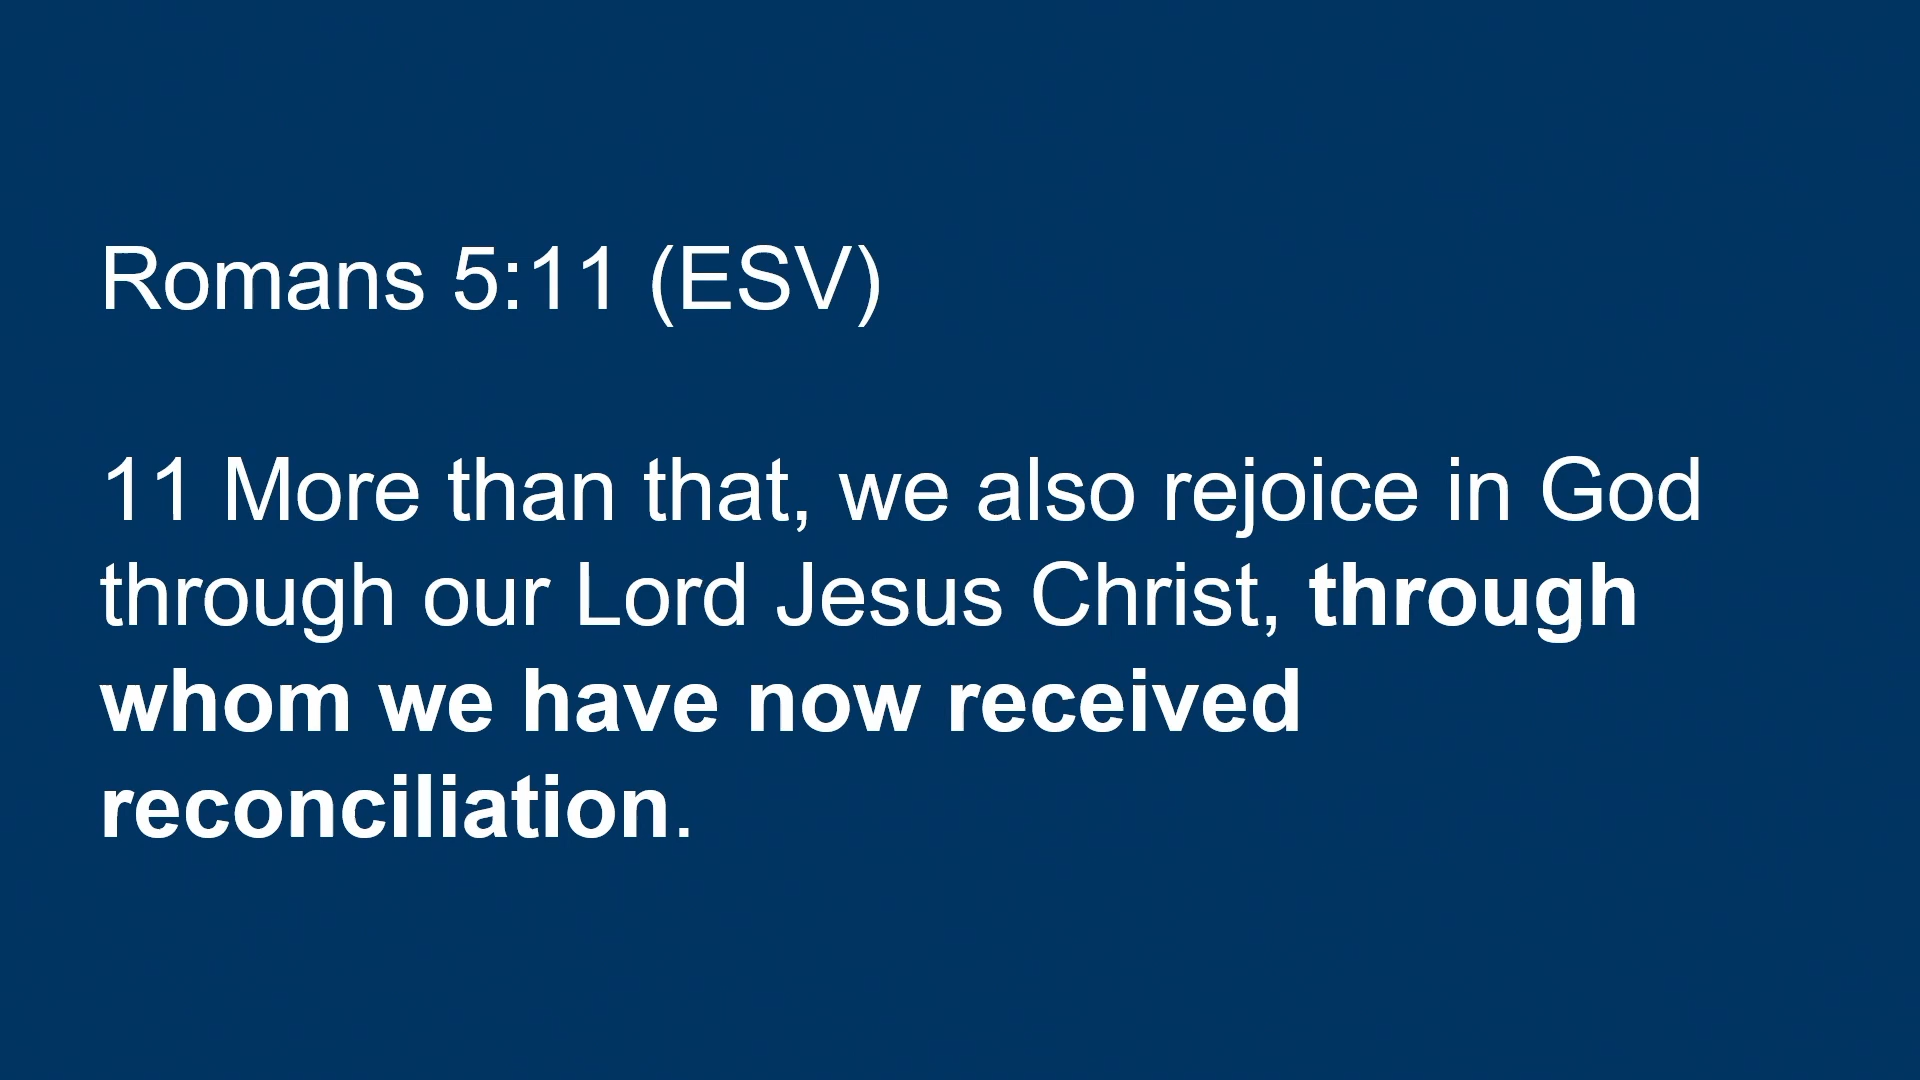 Romans 5:11 (ESV)
11 More than that, we also rejoice in God
through our Lord Jesus Christ, through
whom we have now received
reconciliation.